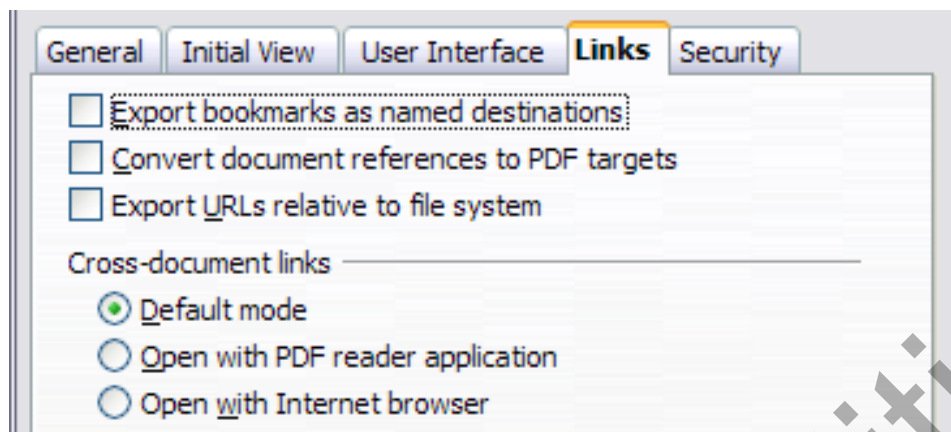 General Initial View User Interface Links Security
Export bookmarks as named destinations
Convert document references to PDF targets
Export URLs relative to file system
Cross-document links
Default mode
Open with PDF reader application
Open with Internet browser